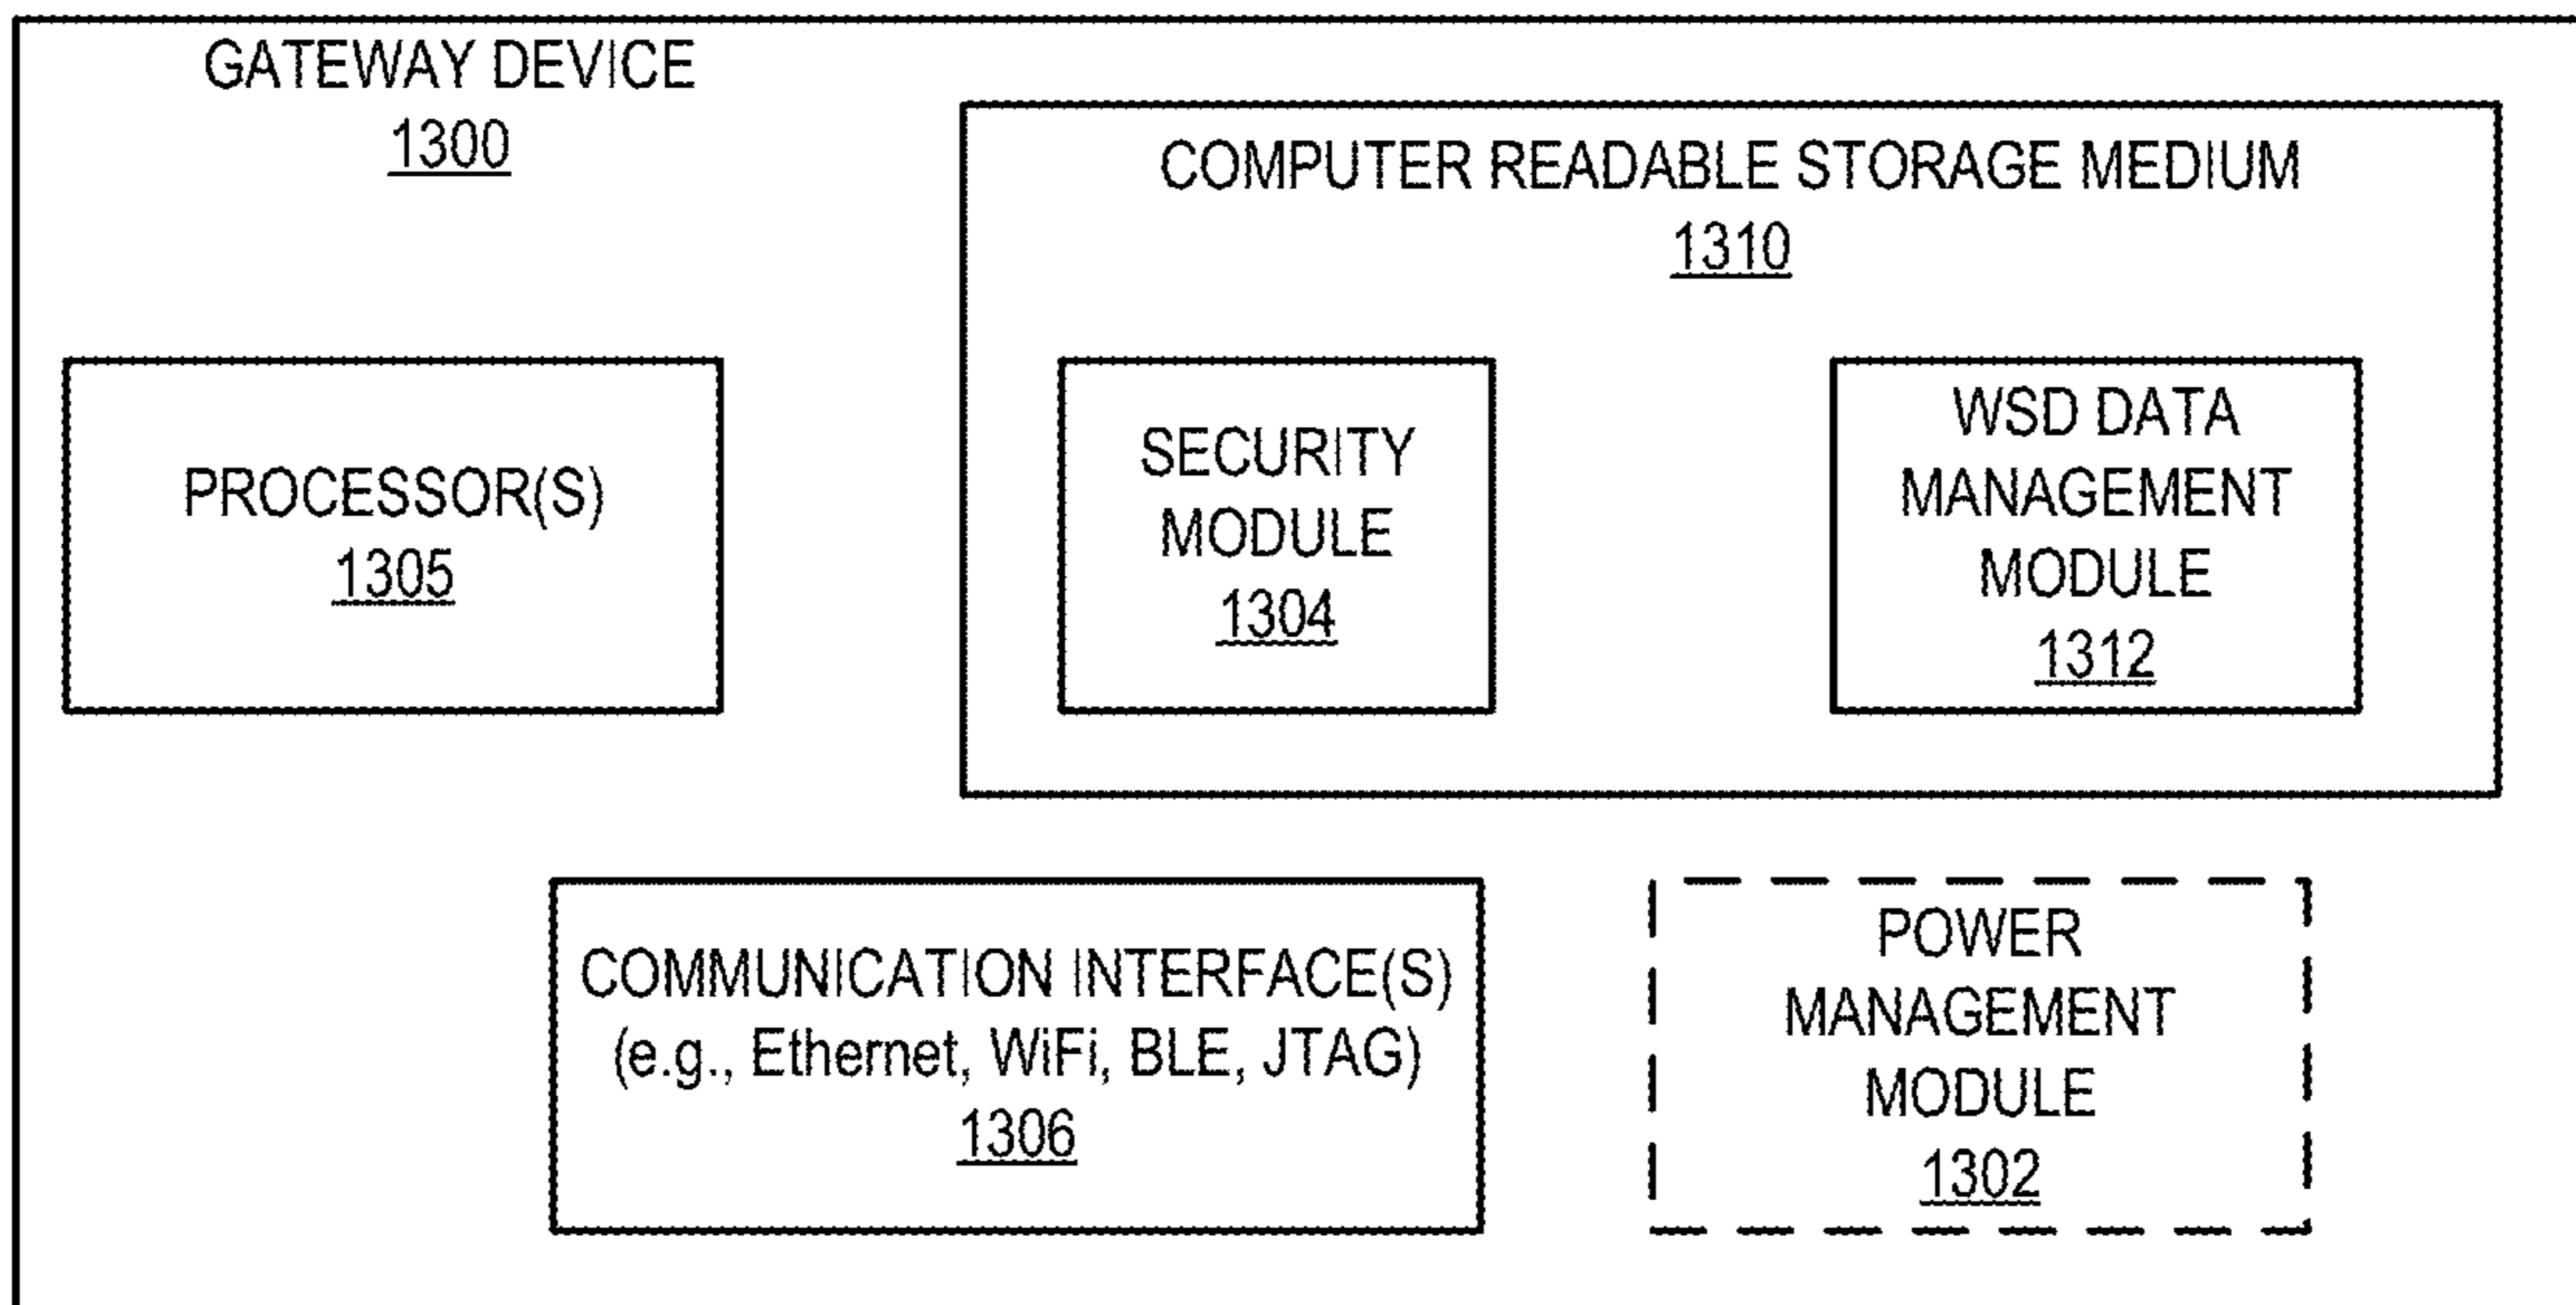 GATEWAY DEVICE
1300
COMPUTER READABLE STORAGE MEDIUM
1310
PROCESSOR(S)
1305
SECURITY
MODULE
1304
WSD DATA
MANAGEMENT
MODULE
1312
COMMUNICATION INTERFACE(S)
(e.g., Ethernet, WiFi, BLE, JTAG)
1306
POWER
MANAGEMENT
MODULE
1302